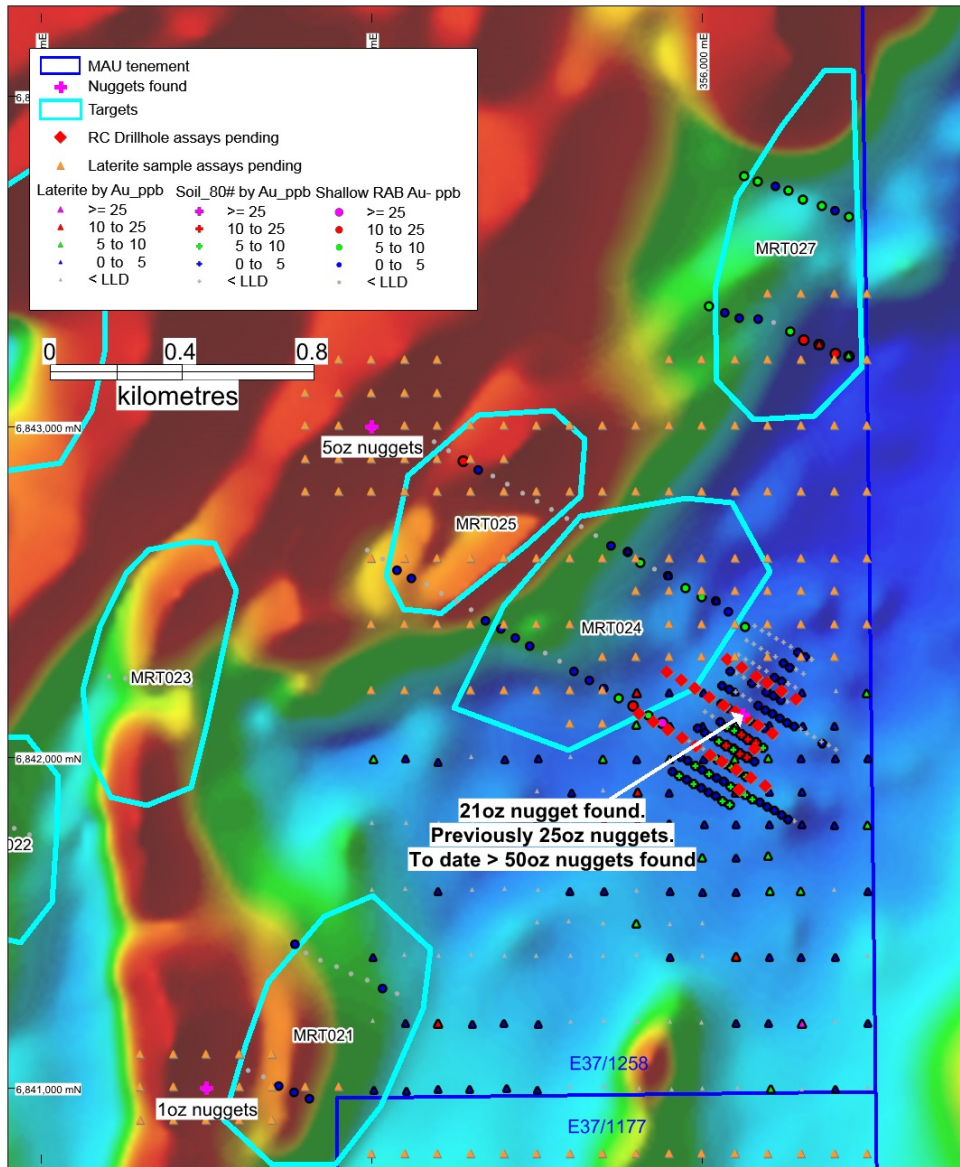 mE
mE
356,000 mE
MAU tenement
Nuggets found
Targets
RC Drillhole assays pending
Laterite sample assays pending
Laterite by Au_ppb Soil_80# by Au_ppb Shallow RAB Au- ppb
>= 25 >= 25 >= 25
10 to 25 10 to 25 10 to 25
5 to 10 5 to 10 5 to 10
0 to 5 0 to 5 0 to 5
< LLD < LLD < LLD
MRT027
0 0.4 0.8
kilometres
6,843,000 mN
5oz nuggets
MRT025
MRT024
MRT023
6,842,000 mN
21oz nugget found.
Previously 25oz nuggets.
To date > 50oz nuggets found
022
MRT021
E37/1258
6,841,000 mN
1oz nuggets
E37/1177